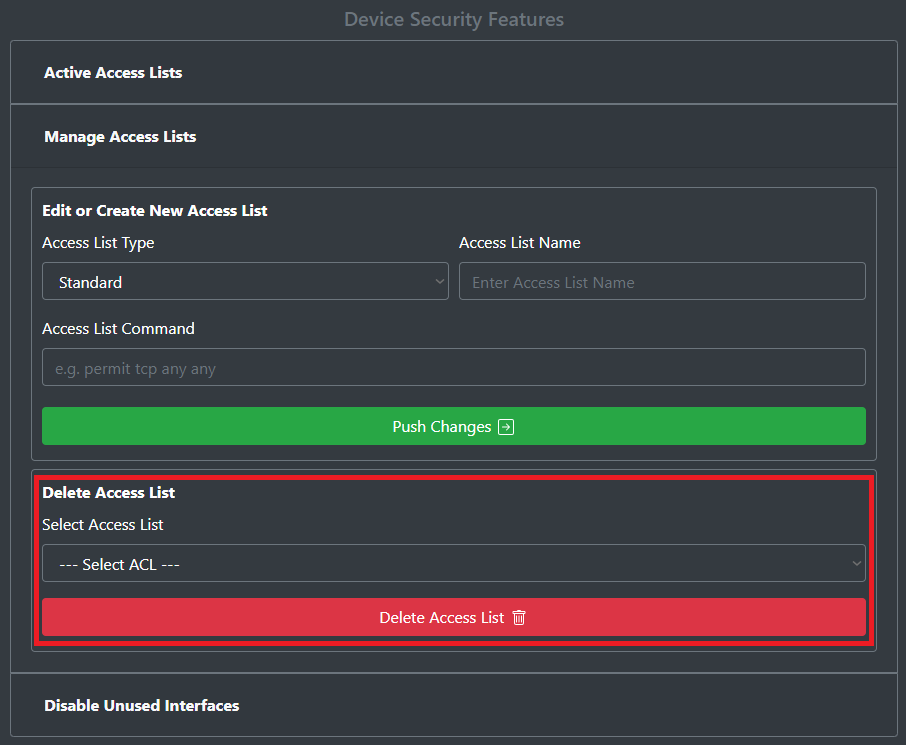 Device Security Features
Active Access Lists
Manage Access Lists
Edit or Create New Access List
Access List Type
Access List Name
Standard
Enter Access List Name
Access List Command
e.g. permit tcp any any
Push Changes
Delete Access List
Select Access List
--- Select ACL ---
Delete Access List
Disable Unused Interfaces